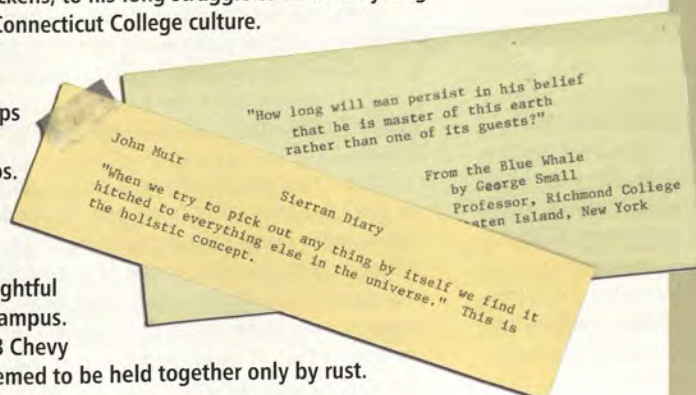 to his long struggle
Connecticut College culture.
"How long will man persist in his belief
that he is master of this earth
rather than one of its guests?"
From the Blue Whale
by George Small
Professor, Richmond College
Island, New York
John Muir
Sierran Diary
"When we try to pick out any thing by itself we find it
hitched to everything else in the universe." This is
the holistic concept.
ampus.
Chevy
emed to be held together only by rust.